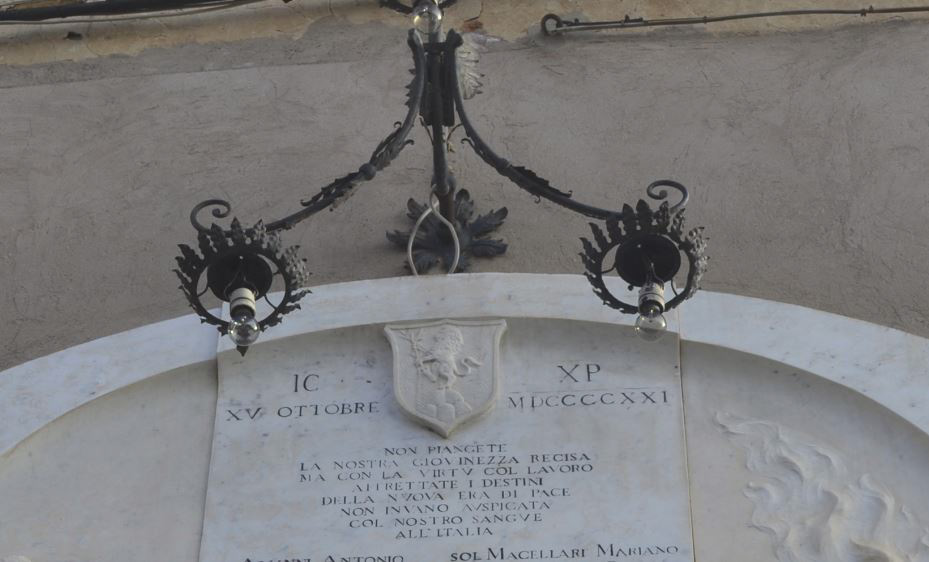 IC XP
XV OTTOBRE MDCCCCXXI
NON PIANGETE
LA NOSTRA GIOVINEZZA RECISA
MA CON LA VIRTV COL LAVORO
AFFRETTATE I DESTINI
DELLA NVOVA ERA DI PACE
NON INVANO AVSPICATA
COL NOSTRO SANGVE
ALL'ITALIA
ANTONIO SOL MACELLARI MARIANO